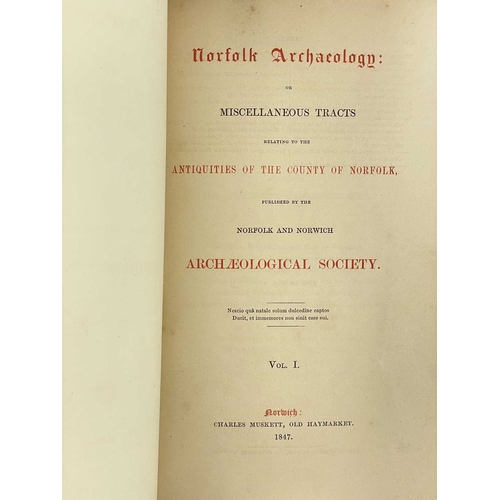 Norfolk Archaeology:
OR
MISCELLANEOUS TRACTS
RELATING TO THE
ANTIQUITIES OF THE COUNTY OF NORFOLK,
PUBLISHED BY THE
NORFOLK AND NORWICH
ARCHÆOLOGICAL SOCIETY.
Nescio quâ natale solum dulcedine captos
Ducit, et immemores non sinit esse sui.
VOL. I.
Norwich:
CHARLES MUSKETT, OLD HAYMARKET.
1847.